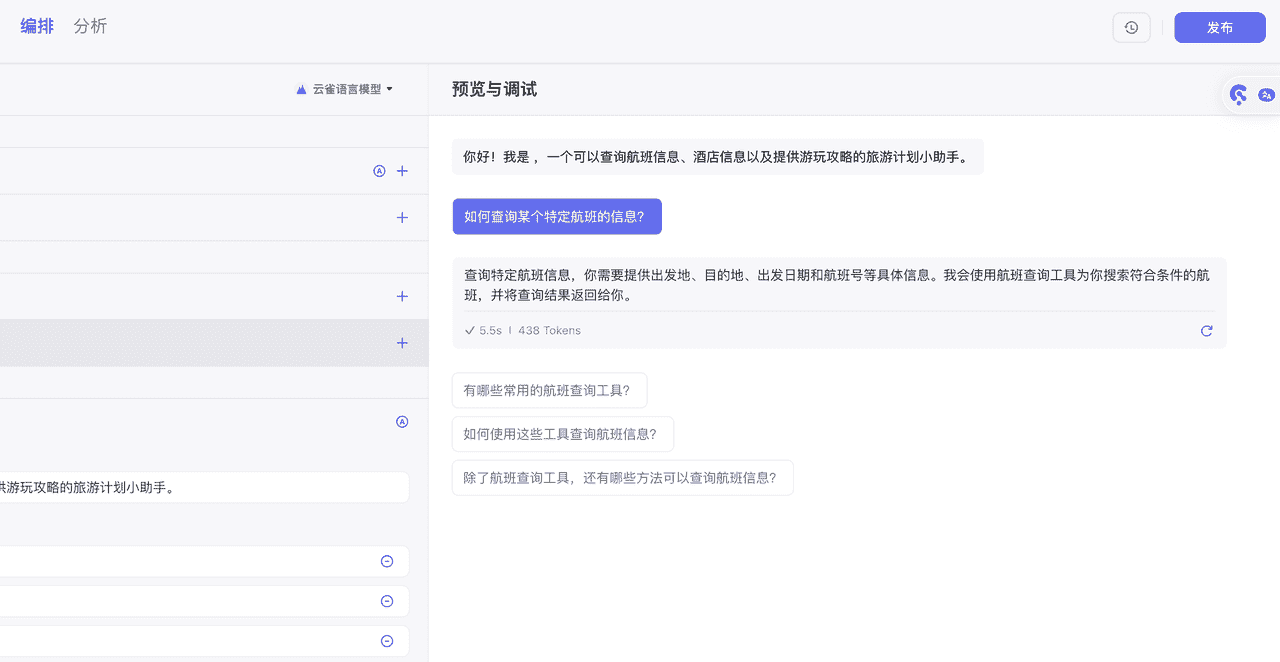 编排 分析
发布
云雀语言模型
预览与调试
你好！我是 ，一个可以查询航班信息、酒店信息以及提供游玩攻略的旅游计划小助手。
如何查询某个特定航班的信息？
查询特定航班信息，你需要提供出发地、目的地、出发日期和航班号等具体信息。我会使用航班查询工具为你搜索符合条件的航
班，并将查询结果返回给你。
5.5s | 438 Tokens
有哪些常用的航班查询工具？
如何使用这些工具查询航班信息？
除了航班查询工具，还有哪些方法可以查询航班信息？
供游玩攻略的旅游计划小助手。